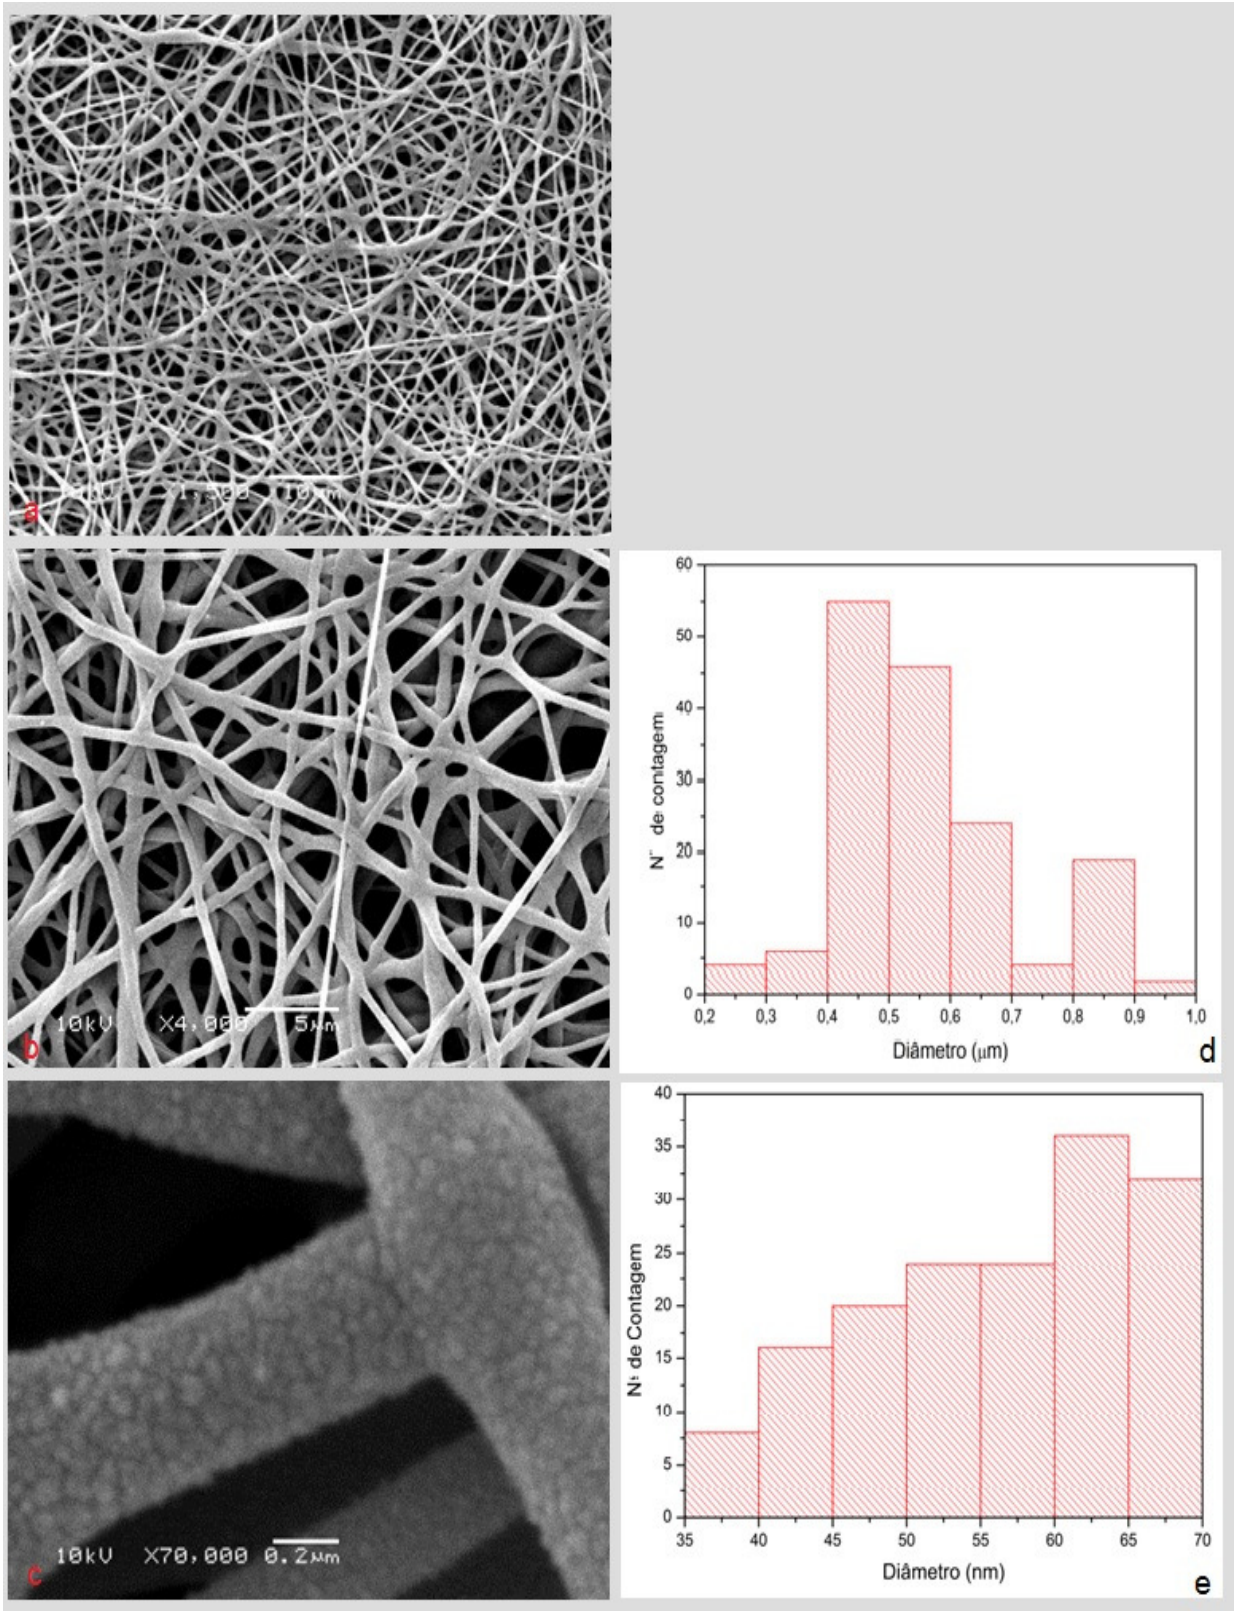 X1,500 10μm
a
60
50
40
30
20
10
0
0,2 0,3 0,4 0,5 0,6 0,7 0,8 0,9 1,0
de contagem
Diâmetro (μm)
d
10kV X4,000 5μm
b
40
35
30
25
20
15
10
5
0
35 40 45 50 55 60 65 70
de Contagem
Diâmetro (nm)
e
10kV X70,000 0.2μm
c